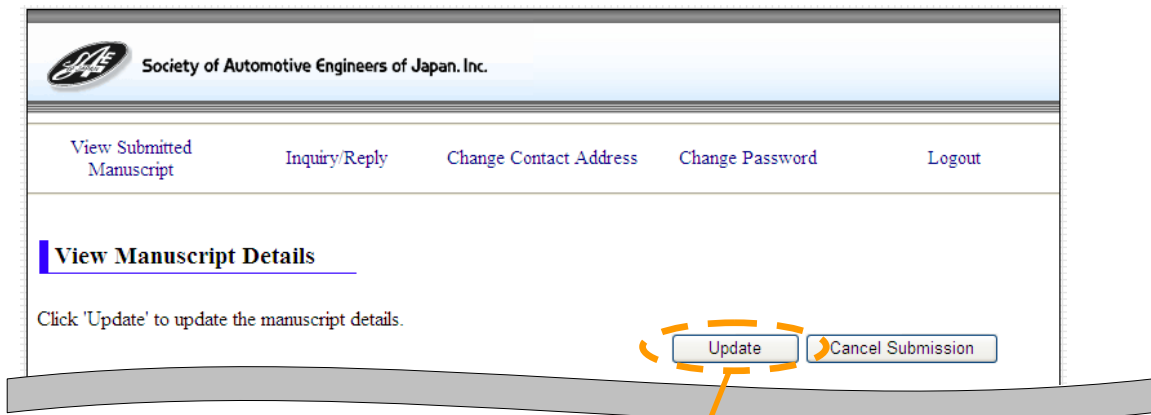 Society of Automotive Engineers of Japan. Inc.
View Submitted
Manuscript
Inquiry/Reply
Change Contact Address
Change Password
Logout
View Manuscript Details
Click 'Update' to update the manuscript details.
Update
Cancel Submission